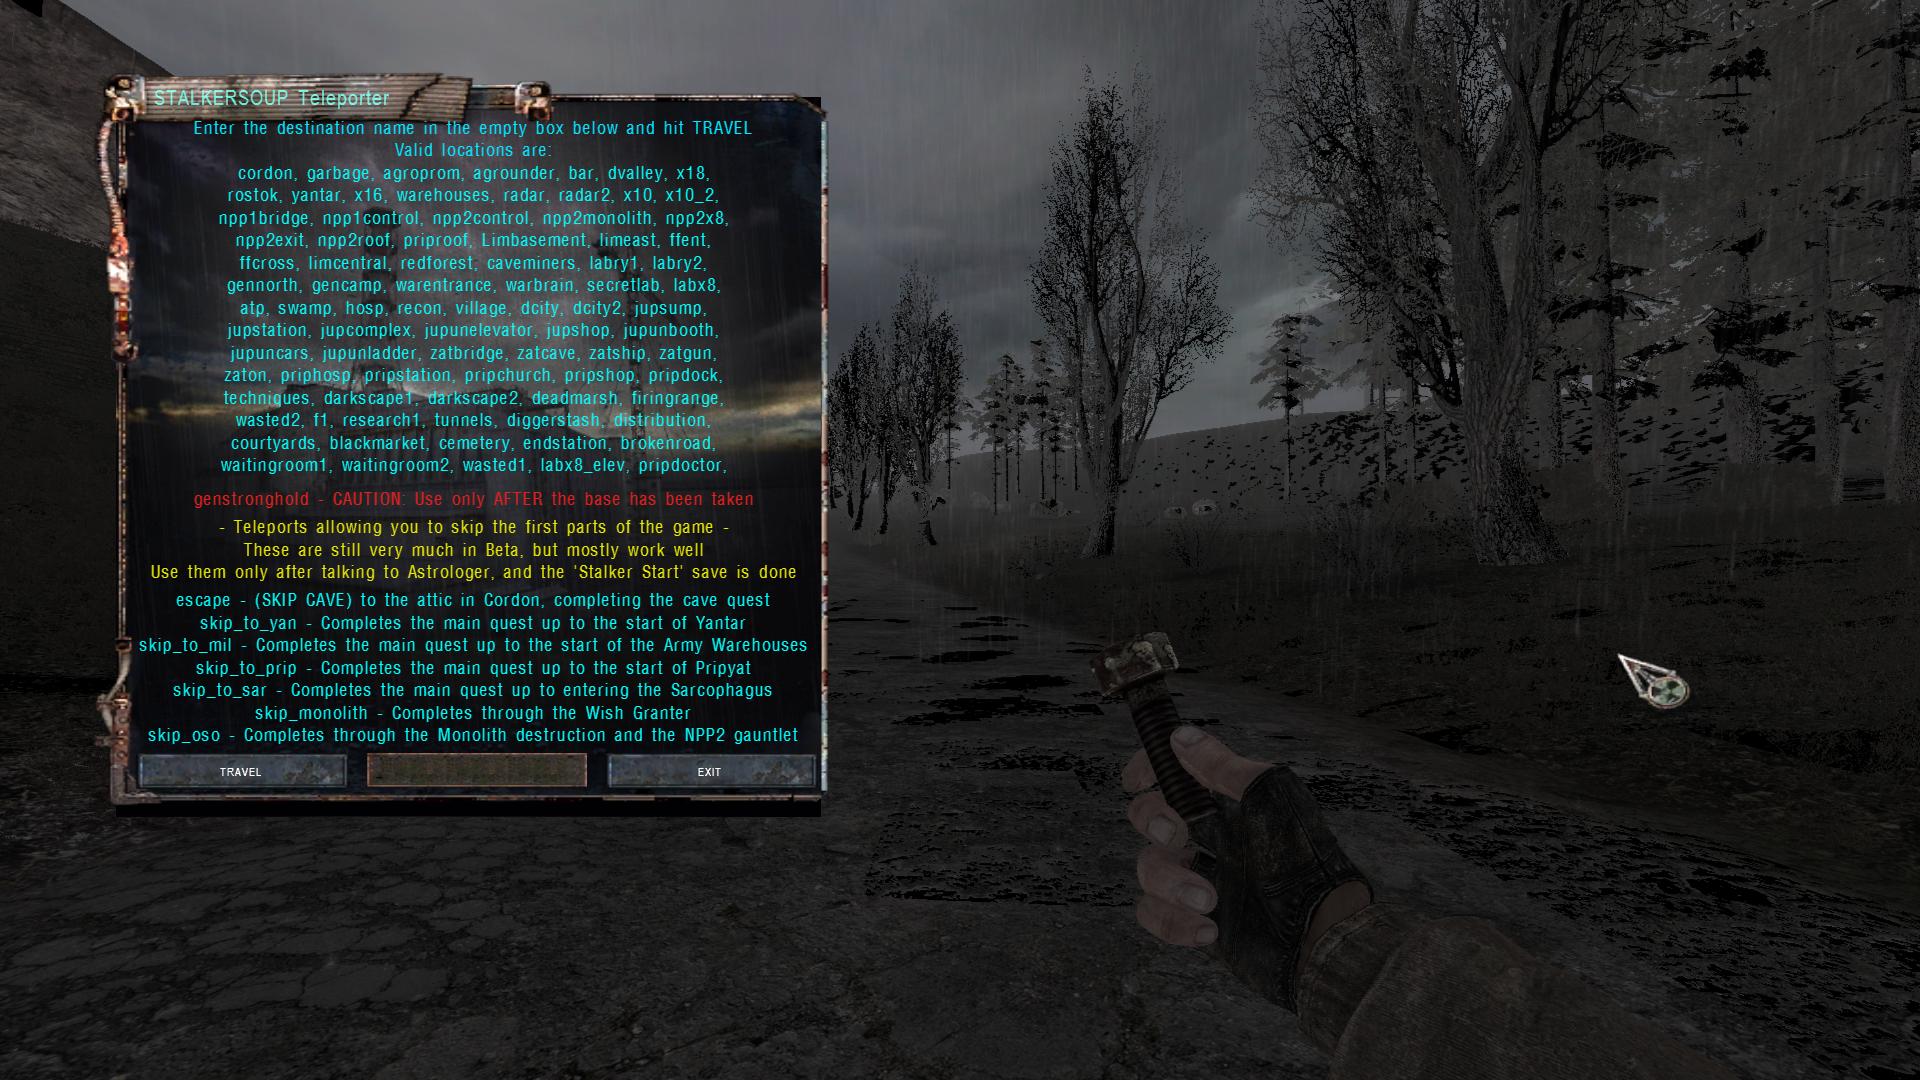 STALKERSOUP Teleporter
Enter the destination name in the empty box below and hit TRAVEL
Valid locations are:
cordon, garbage, agroprom, agrounder, bar, dvalley, x18,
rostok, yantar, x16, warehouses, radar, radar2, x10, x10_2,
npp1bridge, npp1control, npp2control, npp2monolith, npp2x8,
npp2exit, npp2roof, priproof, Limbasement, limeast, ffent,
ffcross, limcentral, redforest, caveminers, labry1, labry2,
gennorth, gencamp, warentrance, warbrain, secretlab, labx8,
atp, swamp, hosp, recon, village, dcity, dcity2, jupsump,
jupstation, jupcomplex, jupunelevator, jupshop, jupunbooth,
jupuncars, jupunladder, zatbridge, zatcave, zatship, zatgun,
zaton, priphosp, pripstation, pripchurch, pripshop, pripdock,
techniques, darkscape1, darkscape2, deadmarsh, firingrange,
wasted2, f1, research1, tunnels, diggerstash, distribution,
courtyards, blackmarket, cemetery, endstation, brokenroad,
waitingroom1, waitingroom2, wasted1, labx8_elev, pripdoctor,
genstronghold - CAUTION: Use only AFTER the base has been taken
- Teleports allowing you to skip the first parts of the game -
These are still very much in Beta, but mostly work well
Use them only after talking to Astrologer, and the 'Stalker Start' save is done
escape - (SKIP CAVE) to the attic in Cordon, completing the cave quest
skip_to_yan - Completes the main quest up to the start of Yantar
skip_to_mil - Completes the main quest up to the start of the Army Warehouses
skip_to_prip - Completes the main quest up to the start of Pripyat
skip_to_sar - Completes the main quest up to entering the Sarcophagus
skip_monolith - Completes through the Wish Granter
skip_oso - Completes through the Monolith destruction and the NPP2 gauntlet
TRAVEL
EXIT